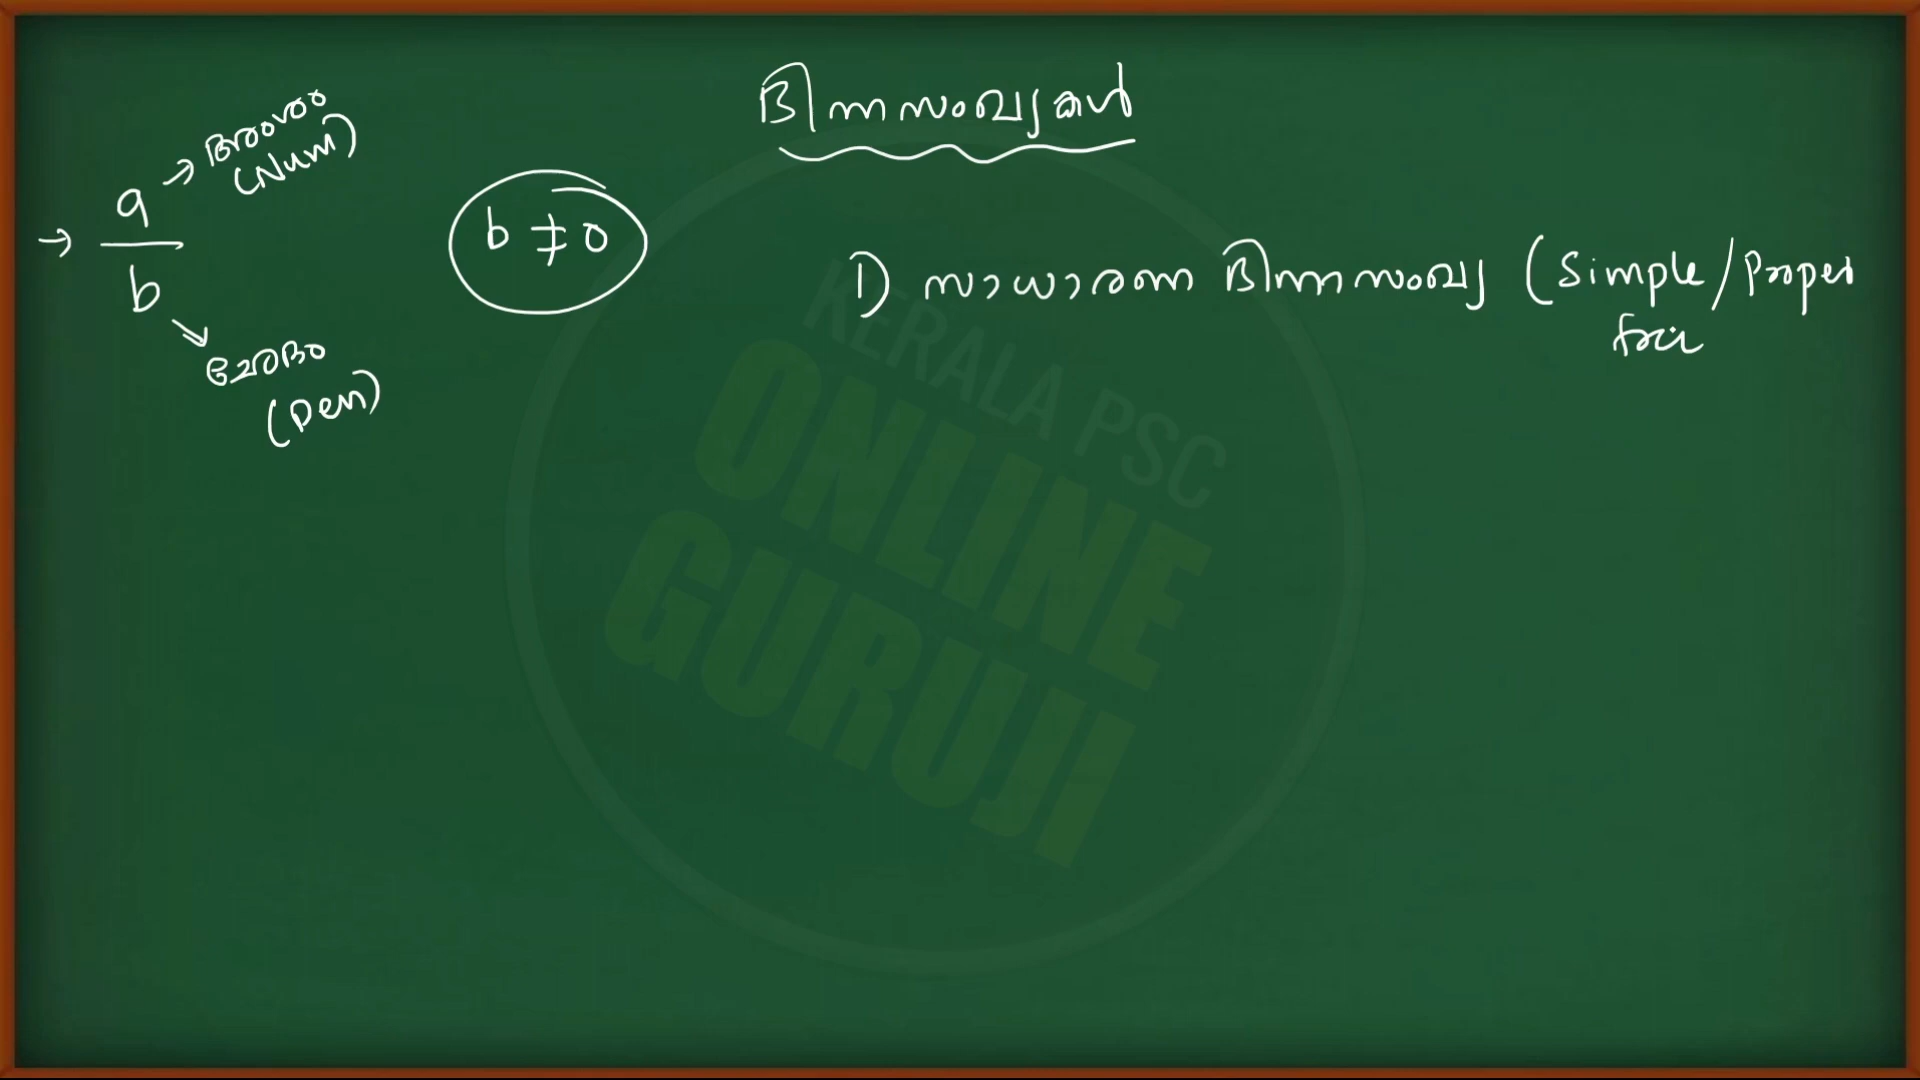 ഭിന്നസംഖ്യകൾ
→ a/b
→ അംശം
(Num)
ഛേദം
(Den)
b ≠ 0
1) സാധാരണ ഭിന്നസംഖ്യ (Simple/Proper
frac
KERALA PSC
ONLINE
GURUJI